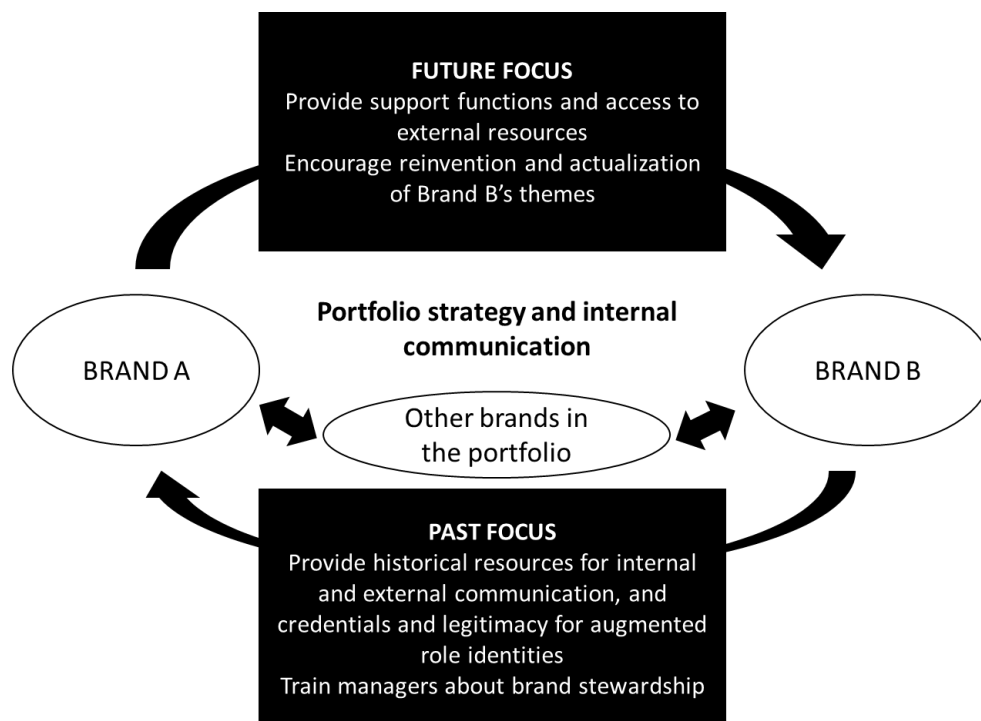 FUTURE FOCUS
Provide support functions and access to
external resources
Encourage reinvention and actualization
of Brand B’s themes
Portfolio strategy and internal
communication
BRAND A
BRAND B
Other brands in
the portfolio
PAST FOCUS
Provide historical resources for internal
and external communication, and
credentials and legitimacy for augmented
role identities
Train managers about brand stewardship